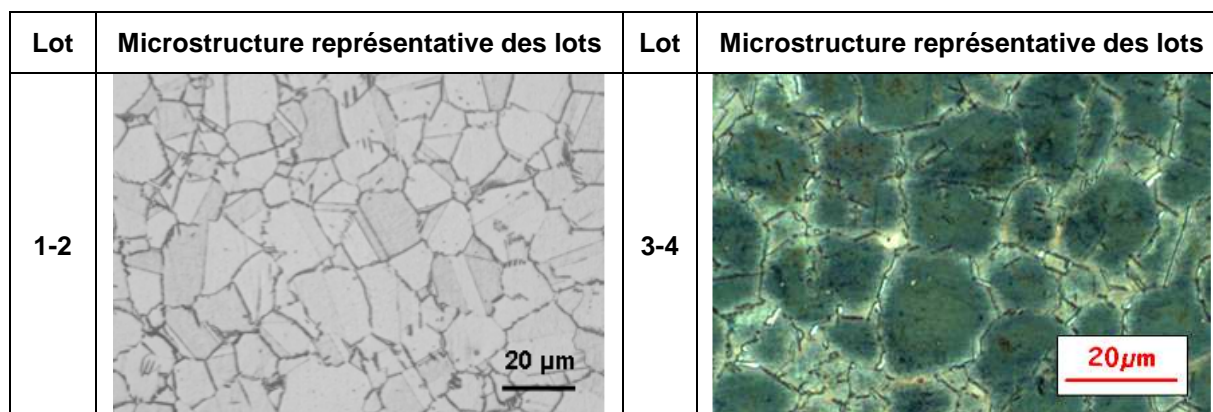 Lot Microstructure représentative des lots Lot Microstructure représentative des lots
1-2 3-4
20 µm 20µm